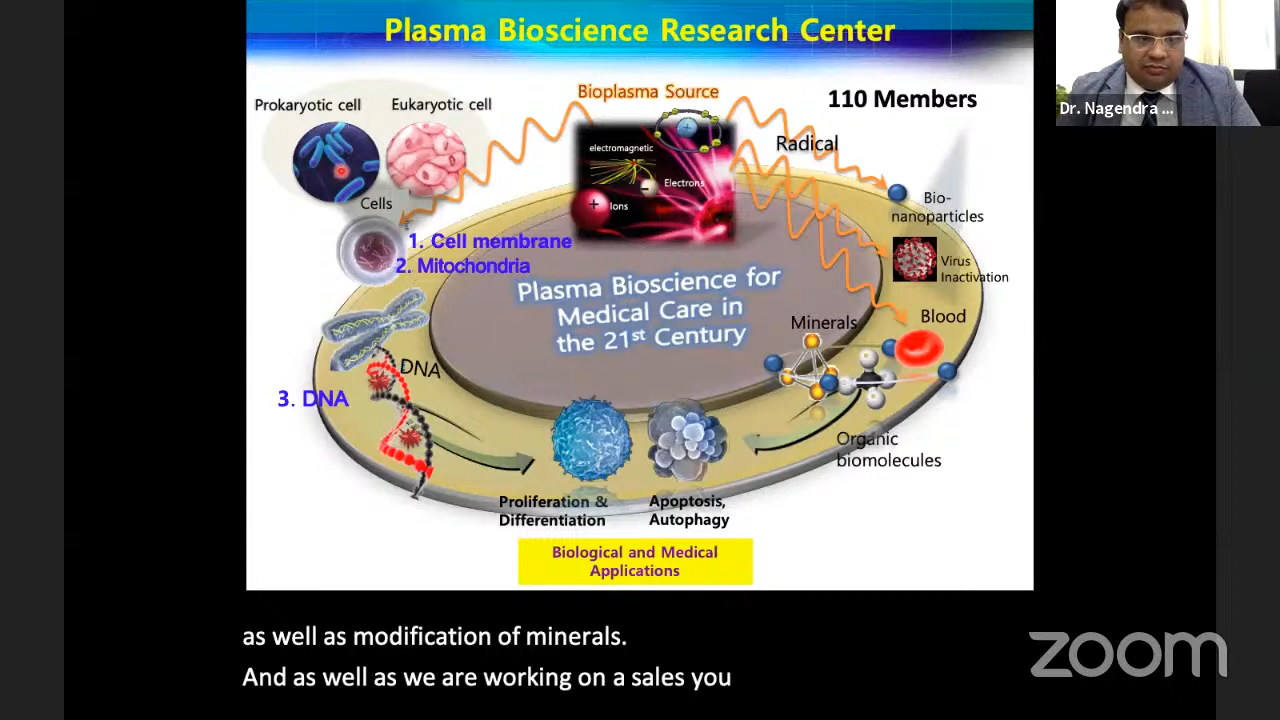 Plasma Bioscience Research Center
Prokaryotic cell
Eukaryotic cell
Bioplasma Source
110 Members
Dr. Nagendra ...
electromagnetic
Electrons
Ions
Radical
Cells
Bio-
nanoparticles
1. Cell membrane
2. Mitochondria
Virus
Inactivation
Plasma Bioscience for
Medical Care in
the 21st Century
Minerals
Blood
DNA
3. DNA
Organic
biomolecules
Proliferation &
Differentiation
Apoptosis,
Autophagy
Biological and Medical
Applications
as well as modification of minerals.
And as well as we are working on a sales you
zoom